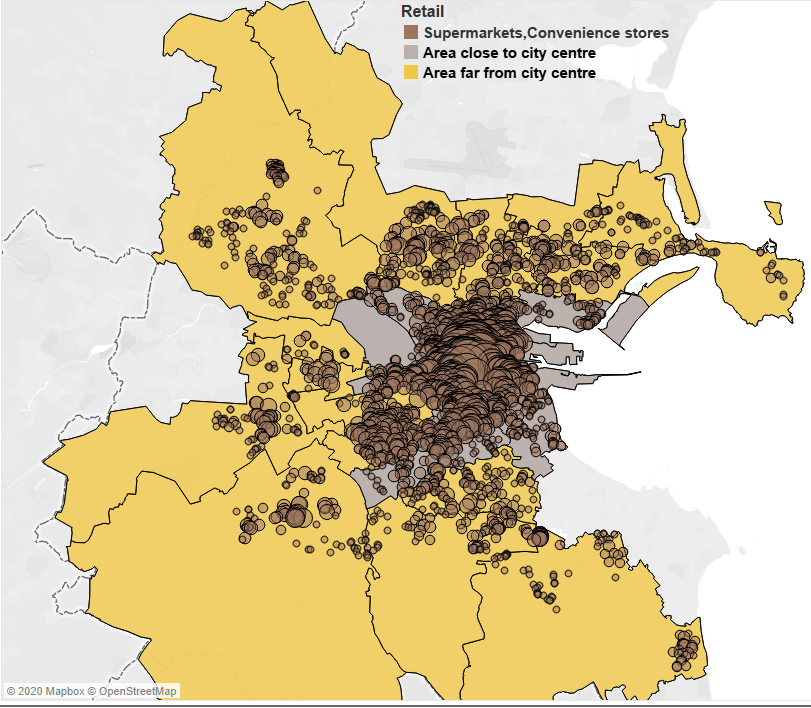 Retail
Supermarkets,Convenience stores
Area close to city centre
Area far from city centre
© 2020 Mapbox © OpenStreetMap